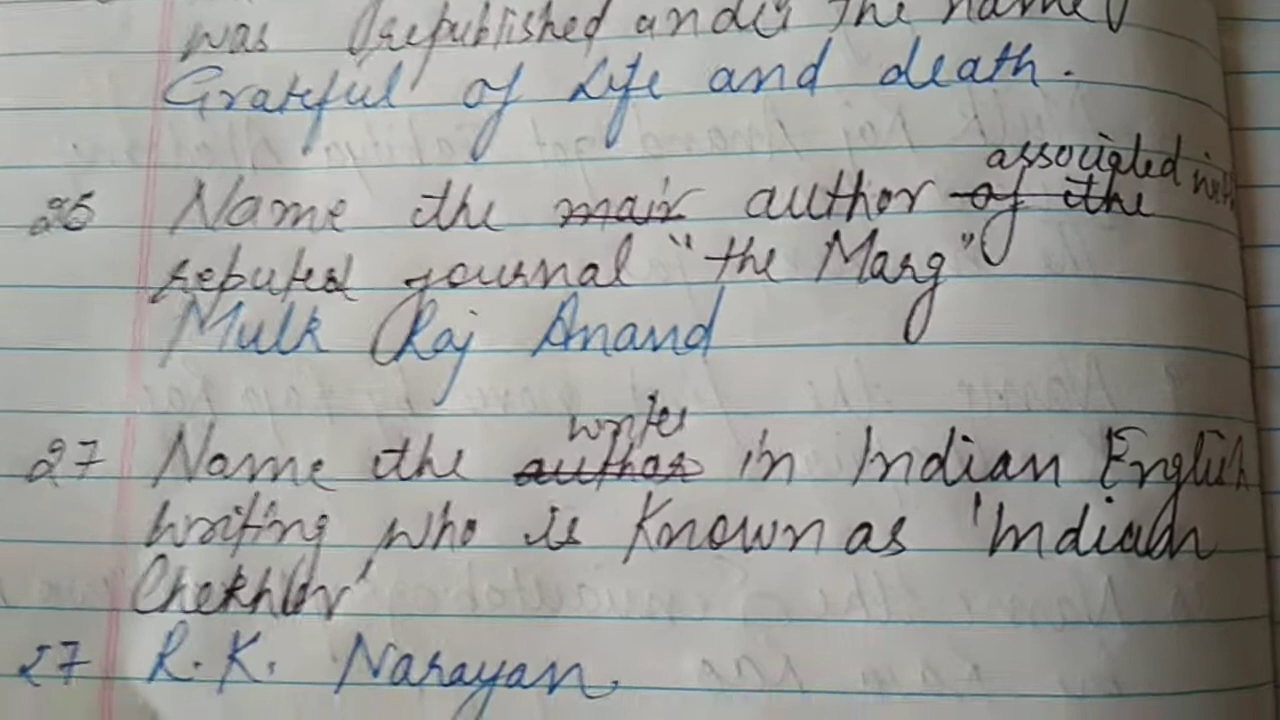 was republished under the name
Grateful of Life and death.
associated with
26 Name the main author of the
reputed journal "the Marg"
Mulk Raj Anand
writer
27 Name the author in Indian English
writing who is Known as 'Indian
Chekhov'
27 R. K. Narayan.